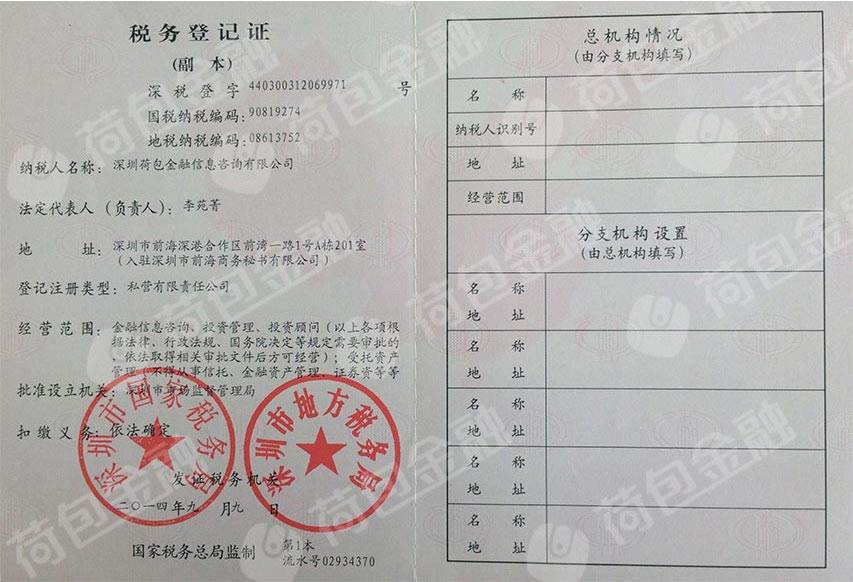 税务登记证
(副 本)
深税登字 440300312069971 号
国税纳税编码: 90819274
地税纳税编码: 08613752
纳税人名称: 深圳荷包金融信息咨询有限公司
法定代表人(负责人): 李苑菁
地 址: 深圳市前海深港合作区前湾一路1号A栋201室
(入驻深圳市前海商务秘书有限公司)
登记注册类型: 私营有限责任公司
经营范围: 金融信息咨询、投资管理、投资顾问(以上各项根
据法律、行政法规、国务院决定等规定需要审批的
,依法取得相关审批文件后方可经营);受托资产
管理(不得从事信托、金融资产管理、证券资等等
批准设立机关: 深圳市市场监督管理局
扣缴义务: 依法确定
深圳市国家税务局
深圳市地方税务局
发证税务机关
二〇一四年九月九日
国家税务总局监制
第1本
流水号02934370
总机构情况
(由分支机构填写)
名 称
纳税人识别号
地 址
经营范围
分支机构设置
(由总机构填写)
名 称
地 址
名 称
地 址
名 称
地 址
名 称
地 址
名 称
地 址
荷包金融